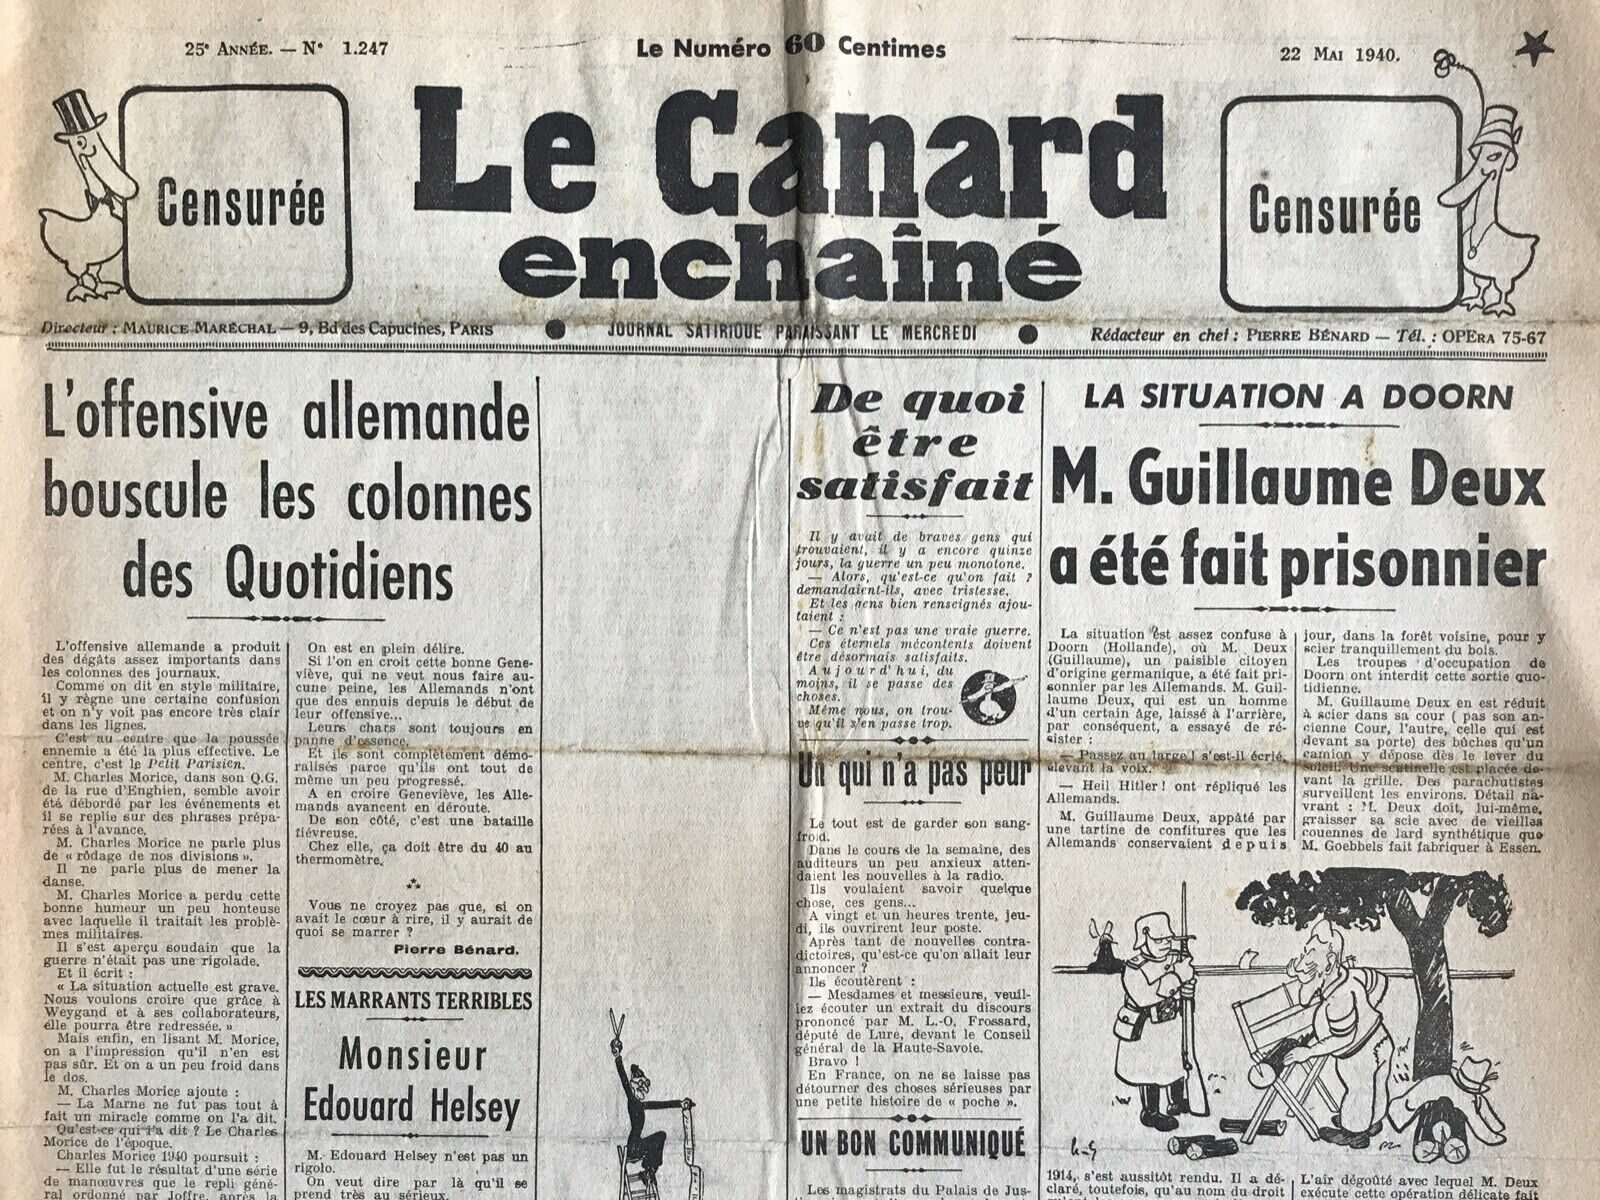 25e ANNÉE. — N° 1.247
Le Numéro 60 Centimes
22 MAI 1940.
Censurée
Le Canard
enchaîné
Censurée
Directeur : MAURICE MARÉCHAL — 9, Bd des Capucines, PARIS
JOURNAL SATIRIQUE PARAISSANT LE MERCREDI
Rédacteur en chef : PIERRE BÉNARD — Tél. : OPEra 75-67
L'offensive allemande
bouscule les colonnes
des Quotidiens
L'offensive allemande a produit
des dégâts assez importants dans
les colonnes des journaux.
Comme on dit en style militaire,
il y règne une certaine confusion
et on n'y voit pas encore très clair
dans les lignes.
C'est au centre que la poussée
ennemie a été la plus effective. Le
centre, c'est le Petit Parisien.
M. Charles Morice, dans son Q.G.
de la rue d'Enghien, semble avoir
été débordé par les événements et
il se replie sur des phrases prépa-
rées à l'avance.
M. Charles Morice ne parle plus
de « rôdage de nos divisions ».
Il ne parle plus de mener la
danse.
M. Charles Morice a perdu cette
bonne humeur un peu honteuse
avec laquelle il traitait les problè-
mes militaires.
Il s'est aperçu soudain que la
guerre n'était pas une rigolade.
Et il écrit :
« La situation actuelle est grave.
Nous voulons croire que grâce à
Weygand et à ses collaborateurs,
elle pourra être redressée. »
Mais enfin, en lisant M. Morice,
on a l'impression qu'il n'en est
pas sûr. Et on a un peu froid dans
le dos.
M. Charles Morice ajoute :
— La Marne ne fut pas tout à
fait un miracle comme on l'a dit.
Qu'est-ce qui l'a dit ? Le Charles
Morice de l'époque.
Charles Morice 1940 poursuit :
— Elle fut le résultat d'une série
de manœuvres que le repli géné-
ral ordonné par Joffre, après la
On est en plein délire.
Si l'on en croit cette bonne Gene-
viève, qui ne veut nous faire au-
cune peine, les Allemands n'ont
que des ennuis depuis le début de
leur offensive...
Leurs chars sont toujours en
panne d'essence.
Et ils sont complètement démo-
ralisés parce qu'ils ont tout de
même un peu progressé.
A en croire Geneviève, les Alle-
mands avancent en déroute.
De son côté, c'est une bataille
fiévreuse.
Chez elle, ça doit être du 40 au
thermomètre.
Vous ne croyez pas que, si on
avait le cœur à rire, il y aurait de
quoi se marrer ?
Pierre Bénard.
LES MARRANTS TERRIBLES
Monsieur
Edouard Helsey
M. Edouard Helsey n'est pas un
rigolo.
On veut dire par là qu'il se
prend très au sérieux.
De quoi
être
satisfait
Il y avait de braves gens qui
trouvaient, il y a encore quinze
jours, la guerre un peu monotone.
— Alors, qu'est-ce qu'on fait ?
demandaient-ils, avec tristesse.
Et les gens bien renseignés ajou-
taient :
— Ce n'est pas une vraie guerre.
Ces éternels mécontents doivent
être désormais satisfaits.
Aujourd'hui, du
moins, il se passe des
choses.
Même nous, on trou-
ve qu'il s'en passe trop.
Un qui n'a pas peur
Le tout est de garder son sang-
froid.
Dans le cours de la semaine, des
auditeurs un peu anxieux atten-
daient les nouvelles à la radio.
Ils voulaient savoir quelque
chose, ces gens...
A vingt et un heures trente, jeu-
di, ils ouvrirent leur poste.
Après tant de nouvelles contra-
dictoires, qu'est-ce qu'on allait leur
annoncer ?
Ils écoutèrent :
— Mesdames et messieurs, veuil-
lez écouter un extrait du discours
prononcé par M. L.-O. Frossard,
député de Lure, devant le Conseil
général de la Haute-Savoie.
Bravo !
En France, on ne se laisse pas
détourner des choses sérieuses par
une petite histoire de « poche ».
UN BON COMMUNIQUÉ
Les magistrats du Palais de Jus-
LA SITUATION A DOORN
M. Guillaume Deux
a été fait prisonnier
La situation est assez confuse à
Doorn (Hollande), où M. Deux
(Guillaume), un paisible citoyen
d'origine germanique, a été fait pri-
sonnier par les Allemands. M. Guil-
laume Deux, qui est un homme
d'un certain âge, laissé à l'arrière,
par conséquent, a essayé de ré-
sister :
— Passez au large ! s'est-il écrié,
élevant la voix.
— Heil Hitler ! ont répliqué les
Allemands.
M. Guillaume Deux, appâté par
une tartine de confitures que les
Allemands conservaient depuis
jour, dans la forêt voisine, pour y
scier tranquillement du bois.
Les troupes d'occupation de
Doorn ont interdit cette sortie quo-
tidienne.
M. Guillaume Deux en est réduit
à scier dans sa cour ( pas son an-
cienne Cour, l'autre, celle qui est
devant sa porte) des bûches qu'un
camion y dépose dès le lever du
soleil. Une sentinelle est placée de-
vant la grille. Des parachutistes
surveillent les environs. Détail na-
vrant : M. Deux doit, lui-même,
graisser sa scie avec de vieilles
couennes de lard synthétique que
M. Goebbels fait fabriquer à Essen.
1914, s'est aussitôt rendu. Il a dé-
claré, toutefois, qu'au nom du droit
L'air dégoûté avec lequel M. Deux
exécute cette opération délicate fait